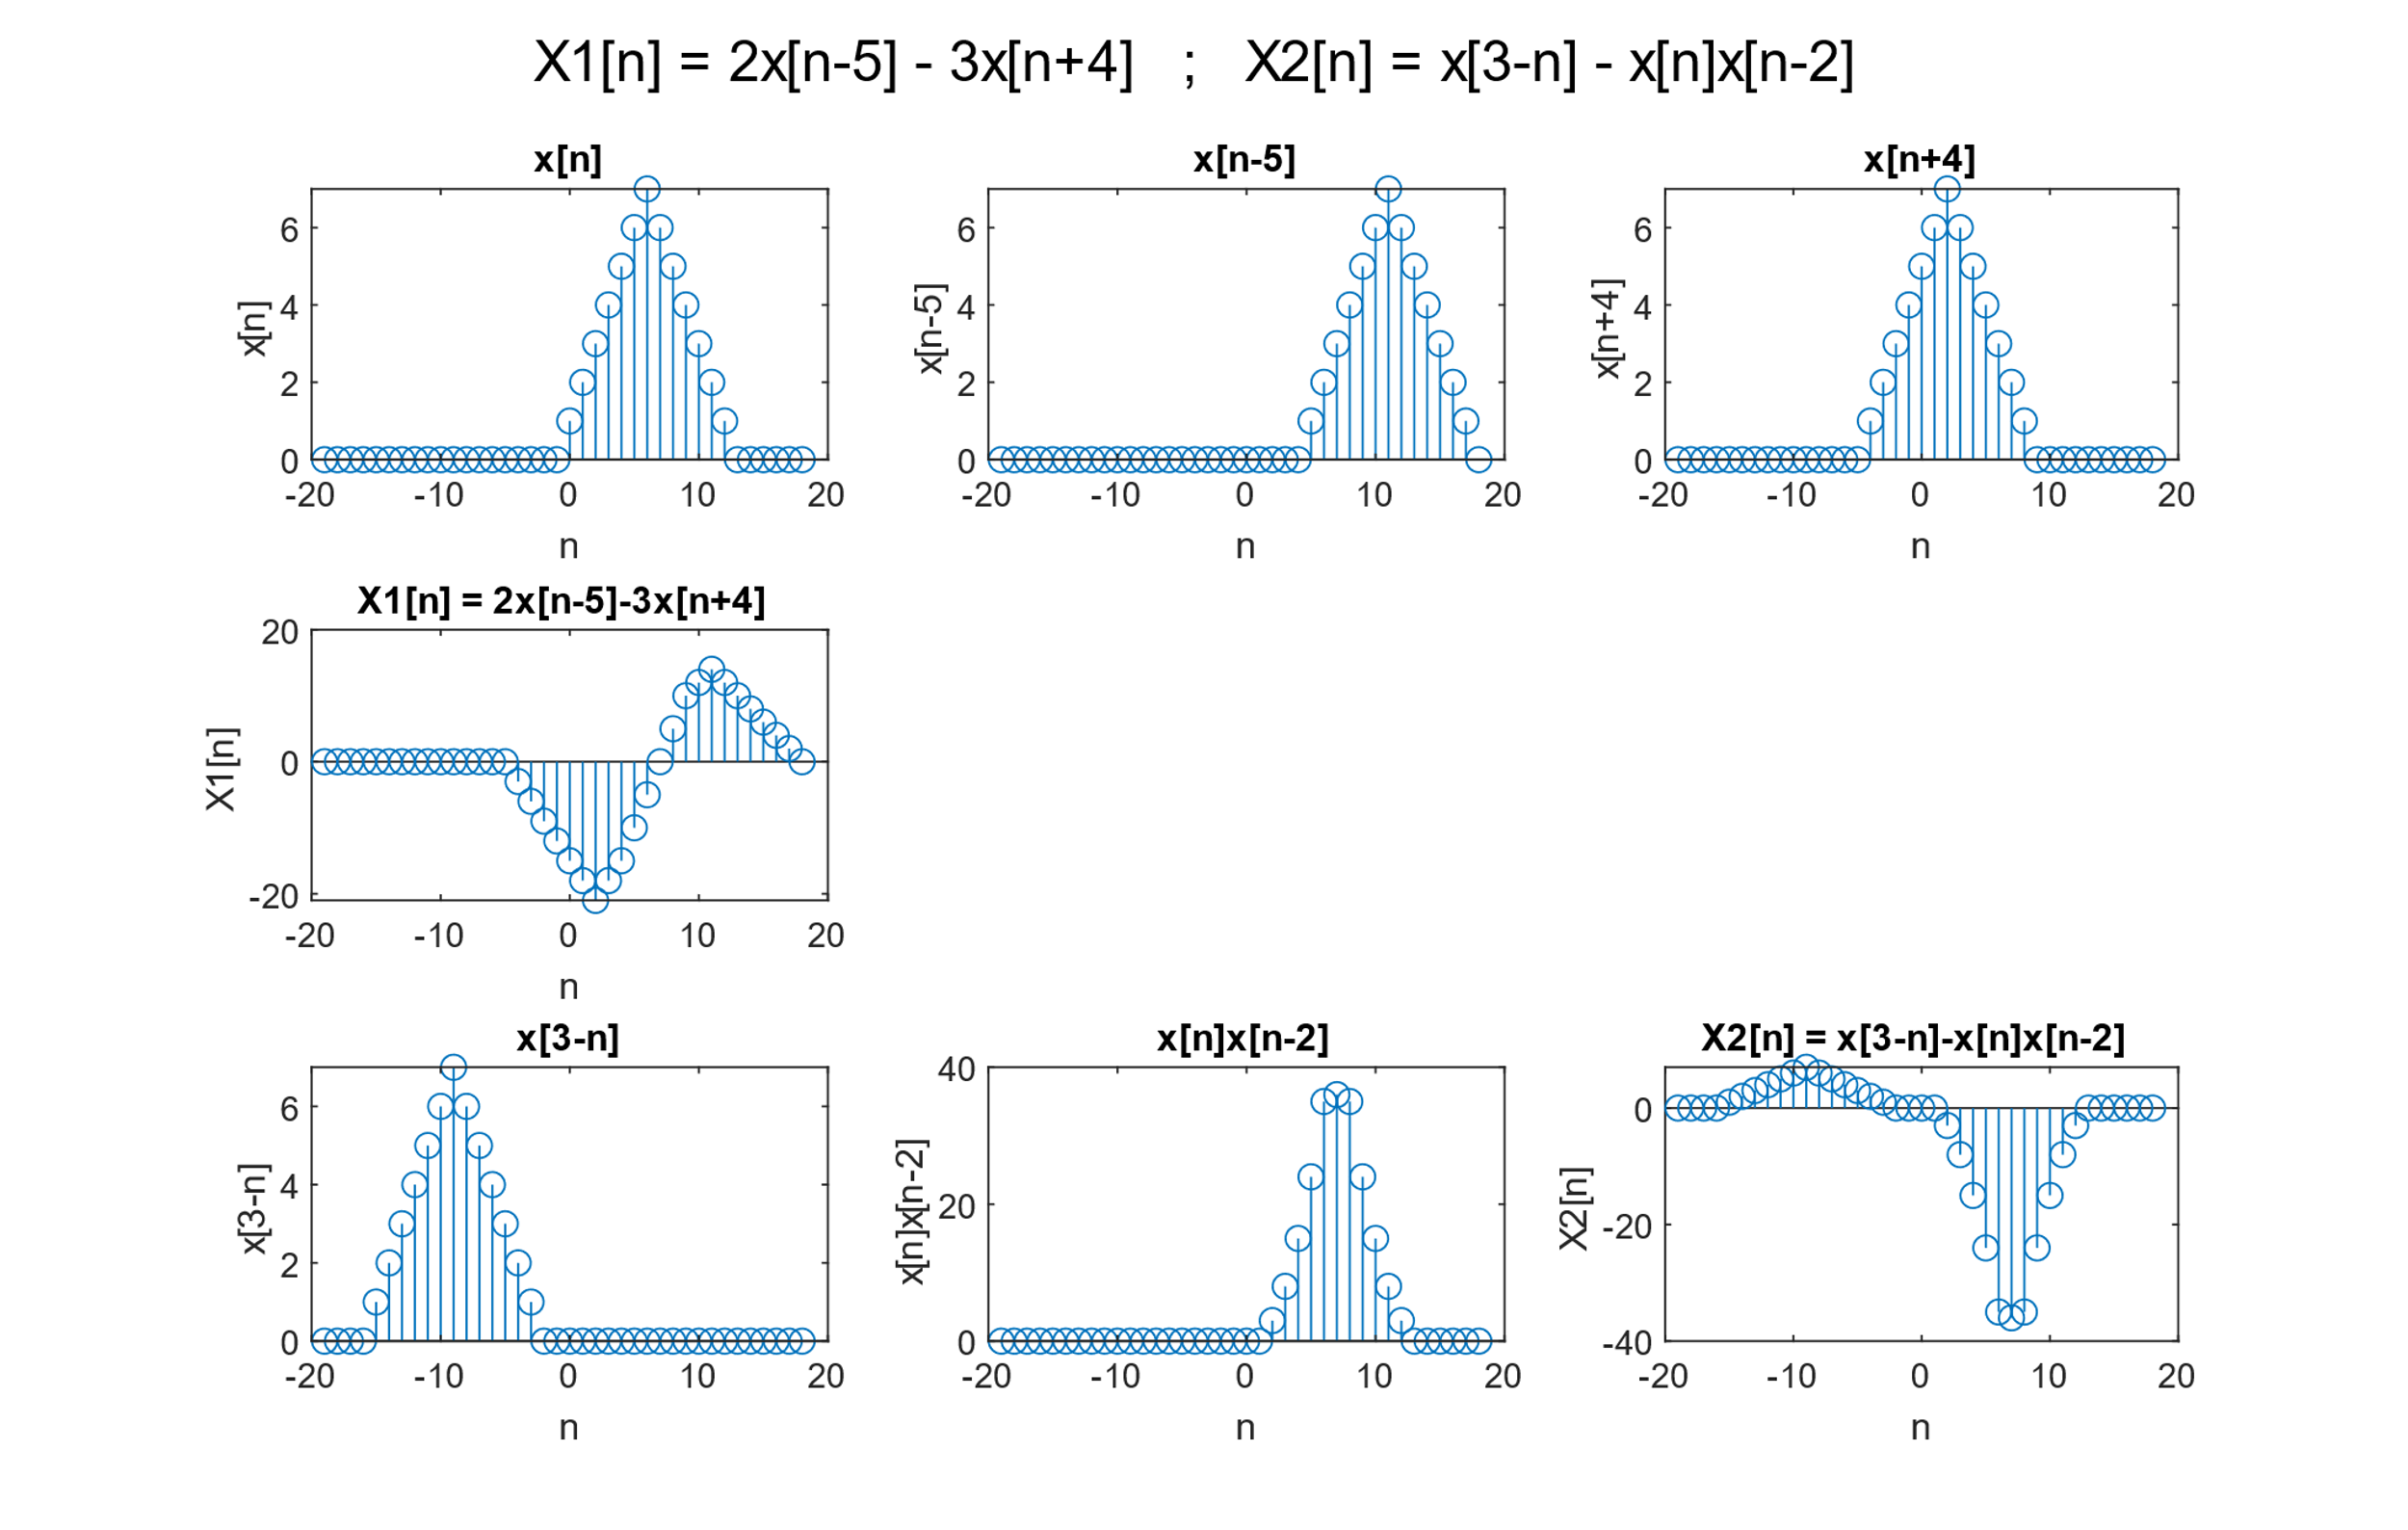 X1[n] = 2x[n-5] - 3x[n+4]   ;   X2[n] = x[3-n] - x[n]x[n-2]
x[n]
x[n]
6
4
2
0
-20 -10 0 10 20
n
x[n-5]
x[n-5]
6
4
2
0
-20 -10 0 10 20
n
x[n+4]
x[n+4]
6
4
2
0
-20 -10 0 10 20
n
X1[n] = 2x[n-5]-3x[n+4]
X1[n]
20
0
-20
-20 -10 0 10 20
n
x[3-n]
x[3-n]
6
4
2
0
-20 -10 0 10 20
n
x[n]x[n-2]
x[n]x[n-2]
40
20
0
-20 -10 0 10 20
n
X2[n] = x[3-n]-x[n]x[n-2]
X2[n]
0
-20
-40
-20 -10 0 10 20
n